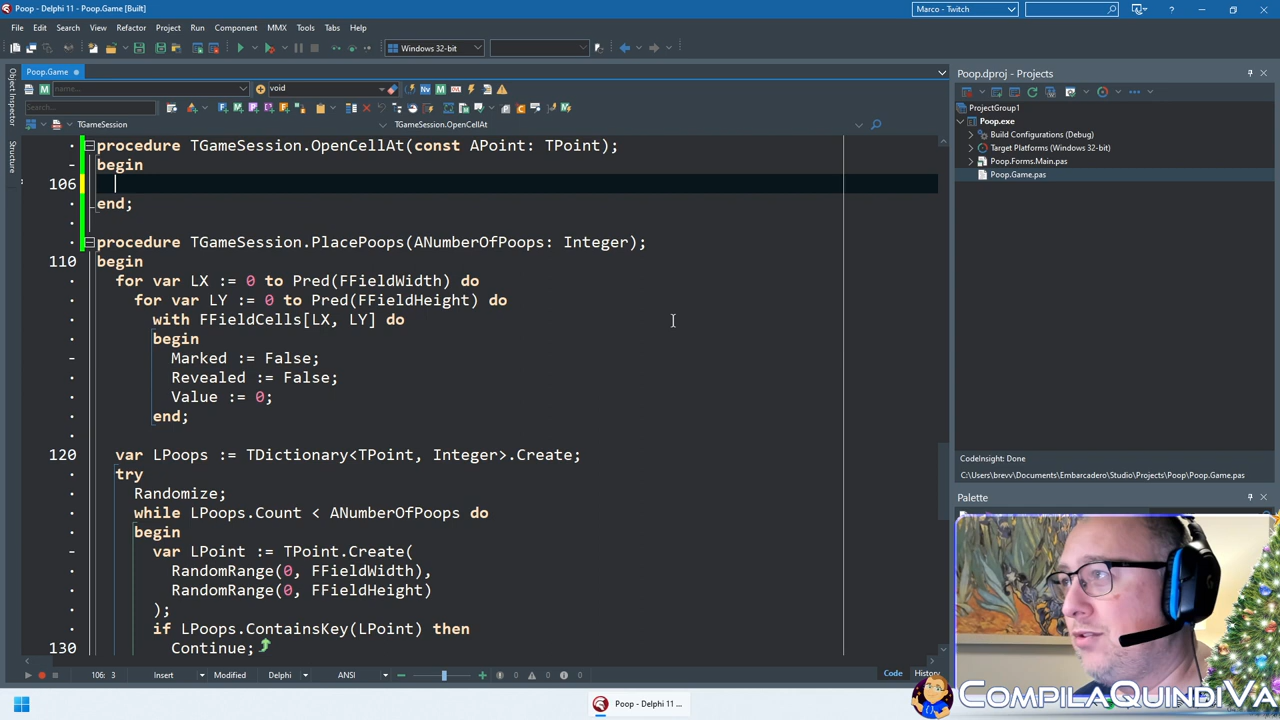 Poop - Delphi 11 - Poop.Game [Built]
Marco - Twitch
File Edit Search View Refactor Project Run Component MMX Tools Tabs Help
Windows 32-bit
Poop.Game
name...
void
Search...
TGameSession
TGameSession.OpenCellAt
procedure TGameSession.OpenCellAt(const APoint: TPoint);
begin
106
end;
procedure TGameSession.PlacePoops(ANumberOfPoops: Integer);
110 begin
for var LX := 0 to Pred(FFieldWidth) do
for var LY := 0 to Pred(FFieldHeight) do
with FFieldCells[LX, LY] do
begin
Marked := False;
Revealed := False;
Value := 0;
end;
120 var LPoops := TDictionary<TPoint, Integer>.Create;
try
Randomize;
while LPoops.Count < ANumberOfPoops do
begin
var LPoint := TPoint.Create(
RandomRange(0, FFieldWidth),
RandomRange(0, FFieldHeight)
);
if LPoops.ContainsKey(LPoint) then
130 Continue;
106: 3 Insert Modified Delphi ANSI 0 0 0 Code History
Object Inspector
Structure
Poop.dproj - Projects
ProjectGroup1
Poop.exe
Build Configurations (Debug)
Target Platforms (Windows 32-bit)
Poop.Forms.Main.pas
Poop.Game.pas
CodeInsight: Done
C:\Users\brevv\Documents\Embarcadero\Studio\Projects\Poop\Poop.Game.pas
Palette
Poop - Delphi 11 ...
COMPILAQUINDIVA